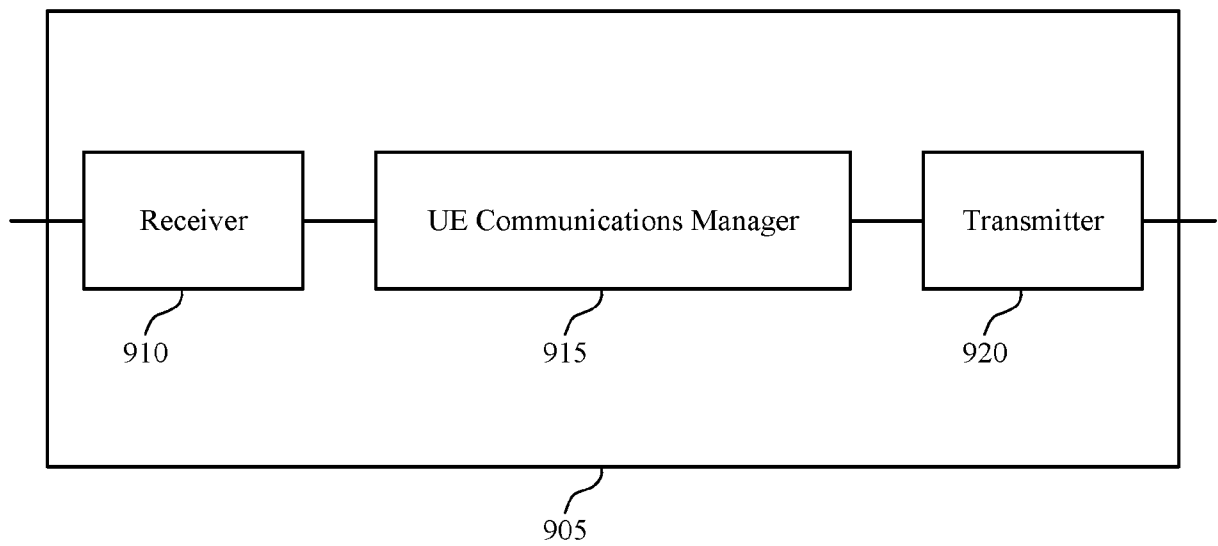 Receiver
UE Communications Manager
Transmitter
910
915
920
905